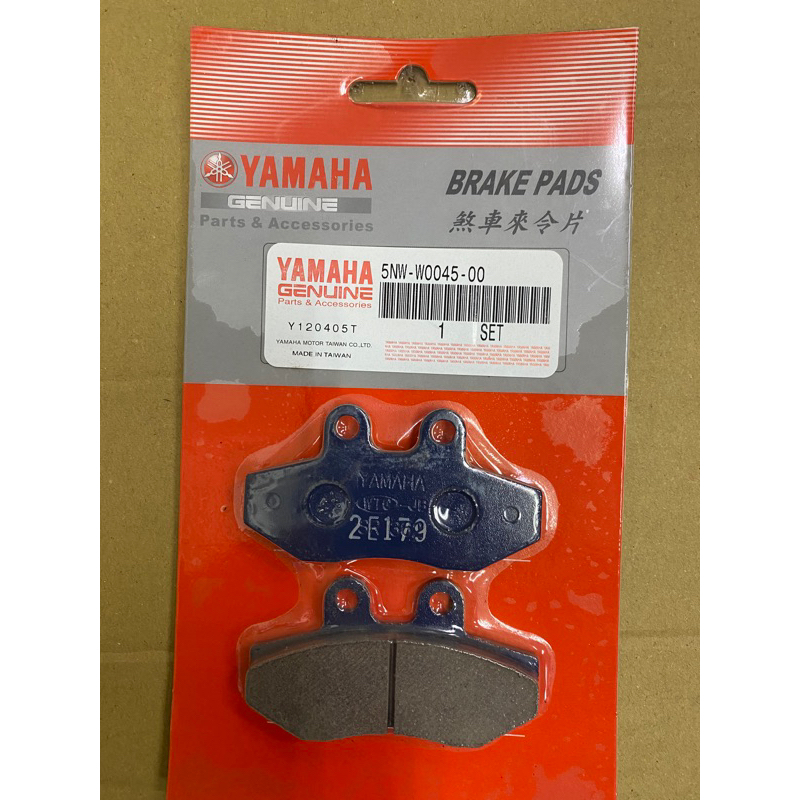 YAMAHA
GENUINE
Parts & Accessories
BRAKE PADS
煞車來令片
YAMAHA
GENUINE
Parts & Accessories
5NW-W0045-00
1 SET
Y120405T
YAMAHA MOTOR TAIWAN CO.,LTD.
MADE IN TAIWAN
YAMAHA
2E179